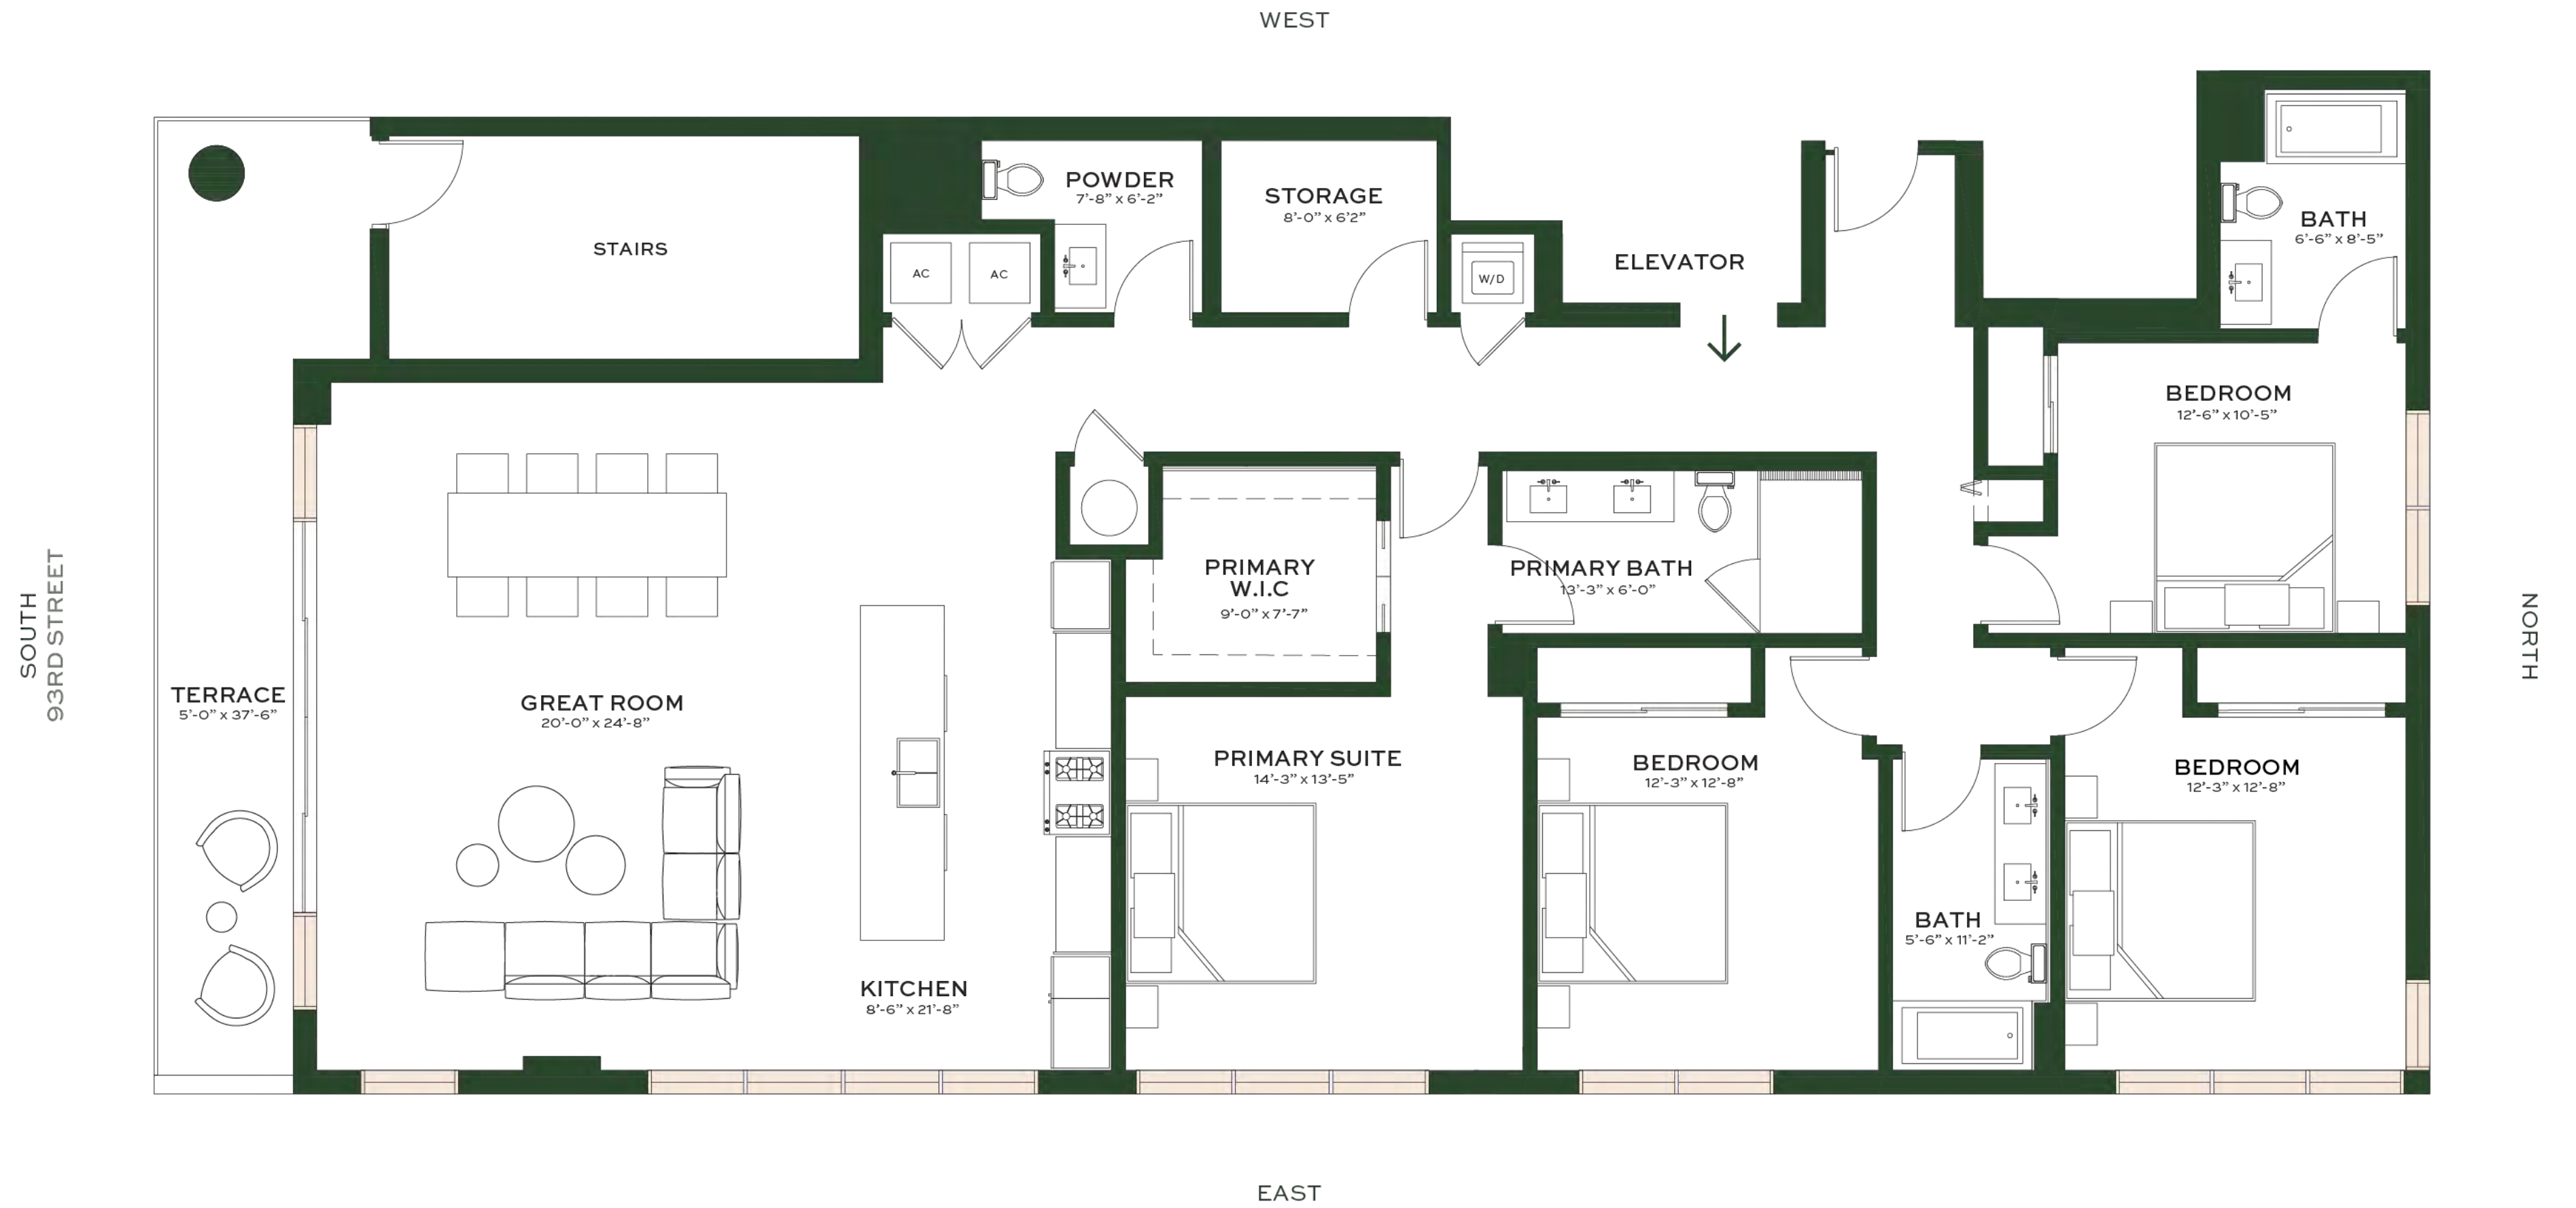 WEST
POWDER
7'-8" x 6'-2"
STORAGE
8'-0" x 6'2"
STAIRS
AC
AC
W/D
ELEVATOR
BATH
6'-6" x 8'-5"
BEDROOM
12'-6" x 10'-5"
SOUTH
93RD STREET
NORTH
PRIMARY
W.I.C
9'-0" x 7'-7"
PRIMARY BATH
13'-3" x 6'-0"
TERRACE
5'-0" x 37'-6"
GREAT ROOM
20'-0" x 24'-8"
PRIMARY SUITE
14'-3" x 13'-5"
BEDROOM
12'-3" x 12'-8"
BEDROOM
12'-3" x 12'-8"
BATH
5'-6" x 11'-2"
KITCHEN
8'-6" x 21'-8"
EAST